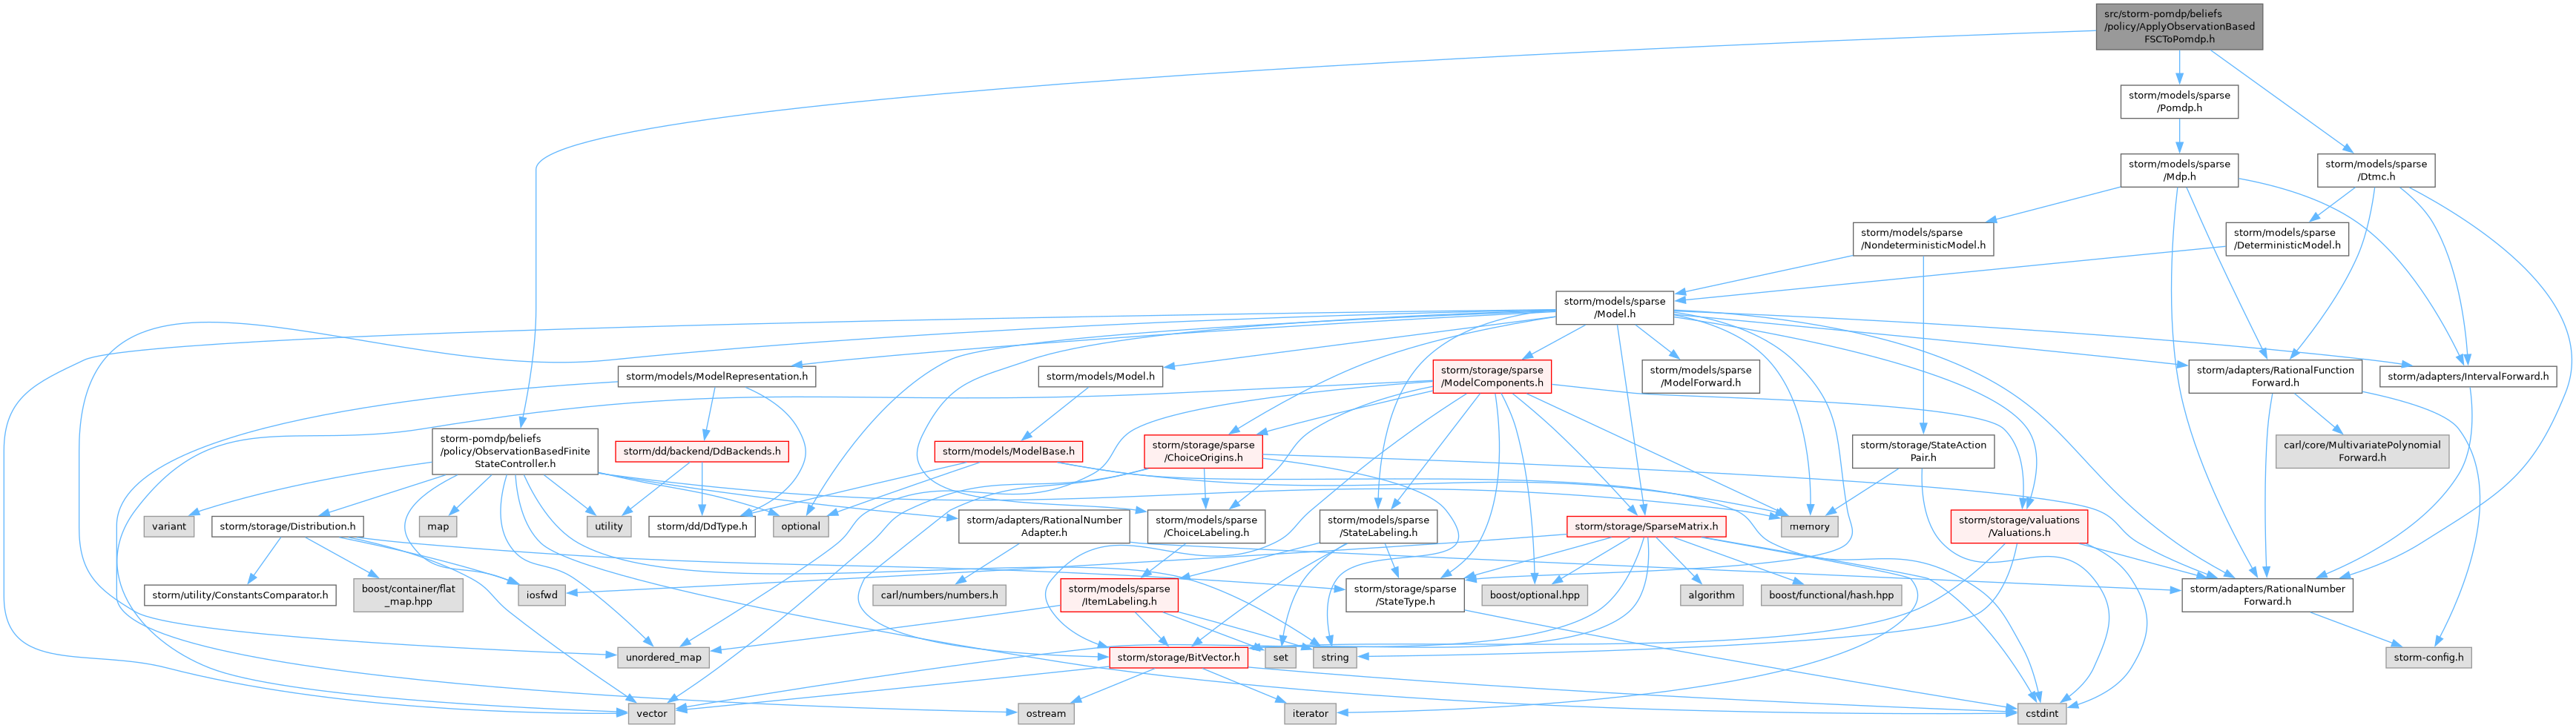 src/storm-pomdp/beliefs
/policy/ApplyObservationBased
FSCToPomdp.h
storm/models/sparse
/Pomdp.h
storm/models/sparse
/Mdp.h
storm/models/sparse
/Dtmc.h
storm/models/sparse
/NondeterministicModel.h
storm/models/sparse
/DeterministicModel.h
storm/models/sparse
/Model.h
storm/models/ModelRepresentation.h
storm/models/Model.h
storm/storage/sparse
/ModelComponents.h
storm/models/sparse
/ModelForward.h
storm/adapters/RationalFunction
Forward.h
storm/adapters/IntervalForward.h
storm-pomdp/beliefs
/policy/ObservationBasedFinite
StateController.h
storm/dd/backend/DdBackends.h
storm/models/ModelBase.h
storm/storage/sparse
/ChoiceOrigins.h
storm/storage/StateAction
Pair.h
carl/core/MultivariatePolynomial
Forward.h
variant
storm/storage/Distribution.h
map
utility
storm/dd/DdType.h
optional
storm/adapters/RationalNumber
Adapter.h
storm/models/sparse
/ChoiceLabeling.h
storm/models/sparse
/StateLabeling.h
storm/storage/SparseMatrix.h
memory
storm/storage/valuations
/Valuations.h
storm/utility/ConstantsComparator.h
boost/container/flat
_map.hpp
iosfwd
carl/numbers/numbers.h
storm/models/sparse
/ItemLabeling.h
storm/storage/sparse
/StateType.h
boost/optional.hpp
algorithm
boost/functional/hash.hpp
storm/adapters/RationalNumber
Forward.h
unordered_map
storm/storage/BitVector.h
set
string
storm-config.h
vector
ostream
iterator
cstdint